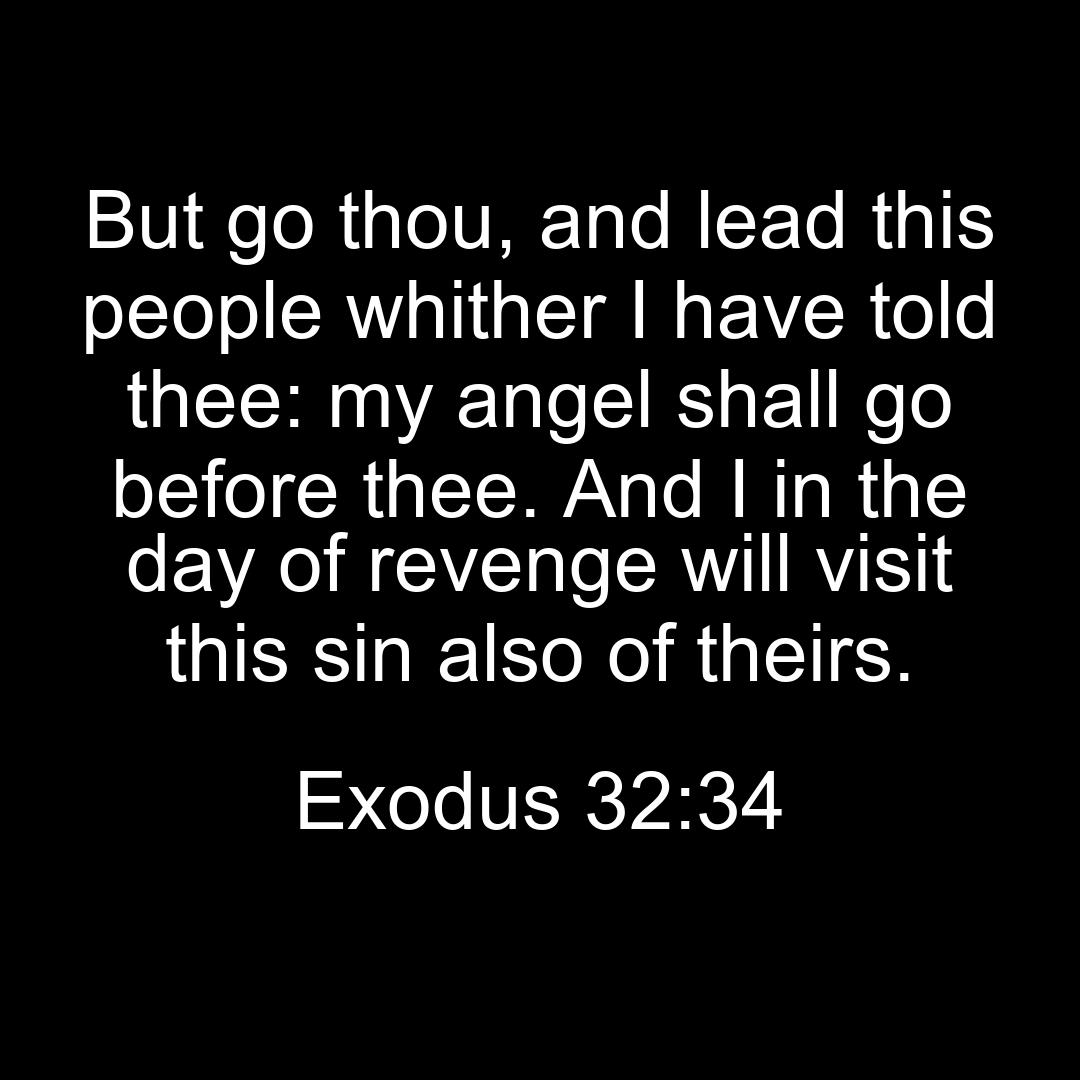 But go thou, and lead this
people whither I have told
thee: my angel shall go
before thee. And I in the
day of revenge will visit
this sin also of theirs.
Exodus 32:34